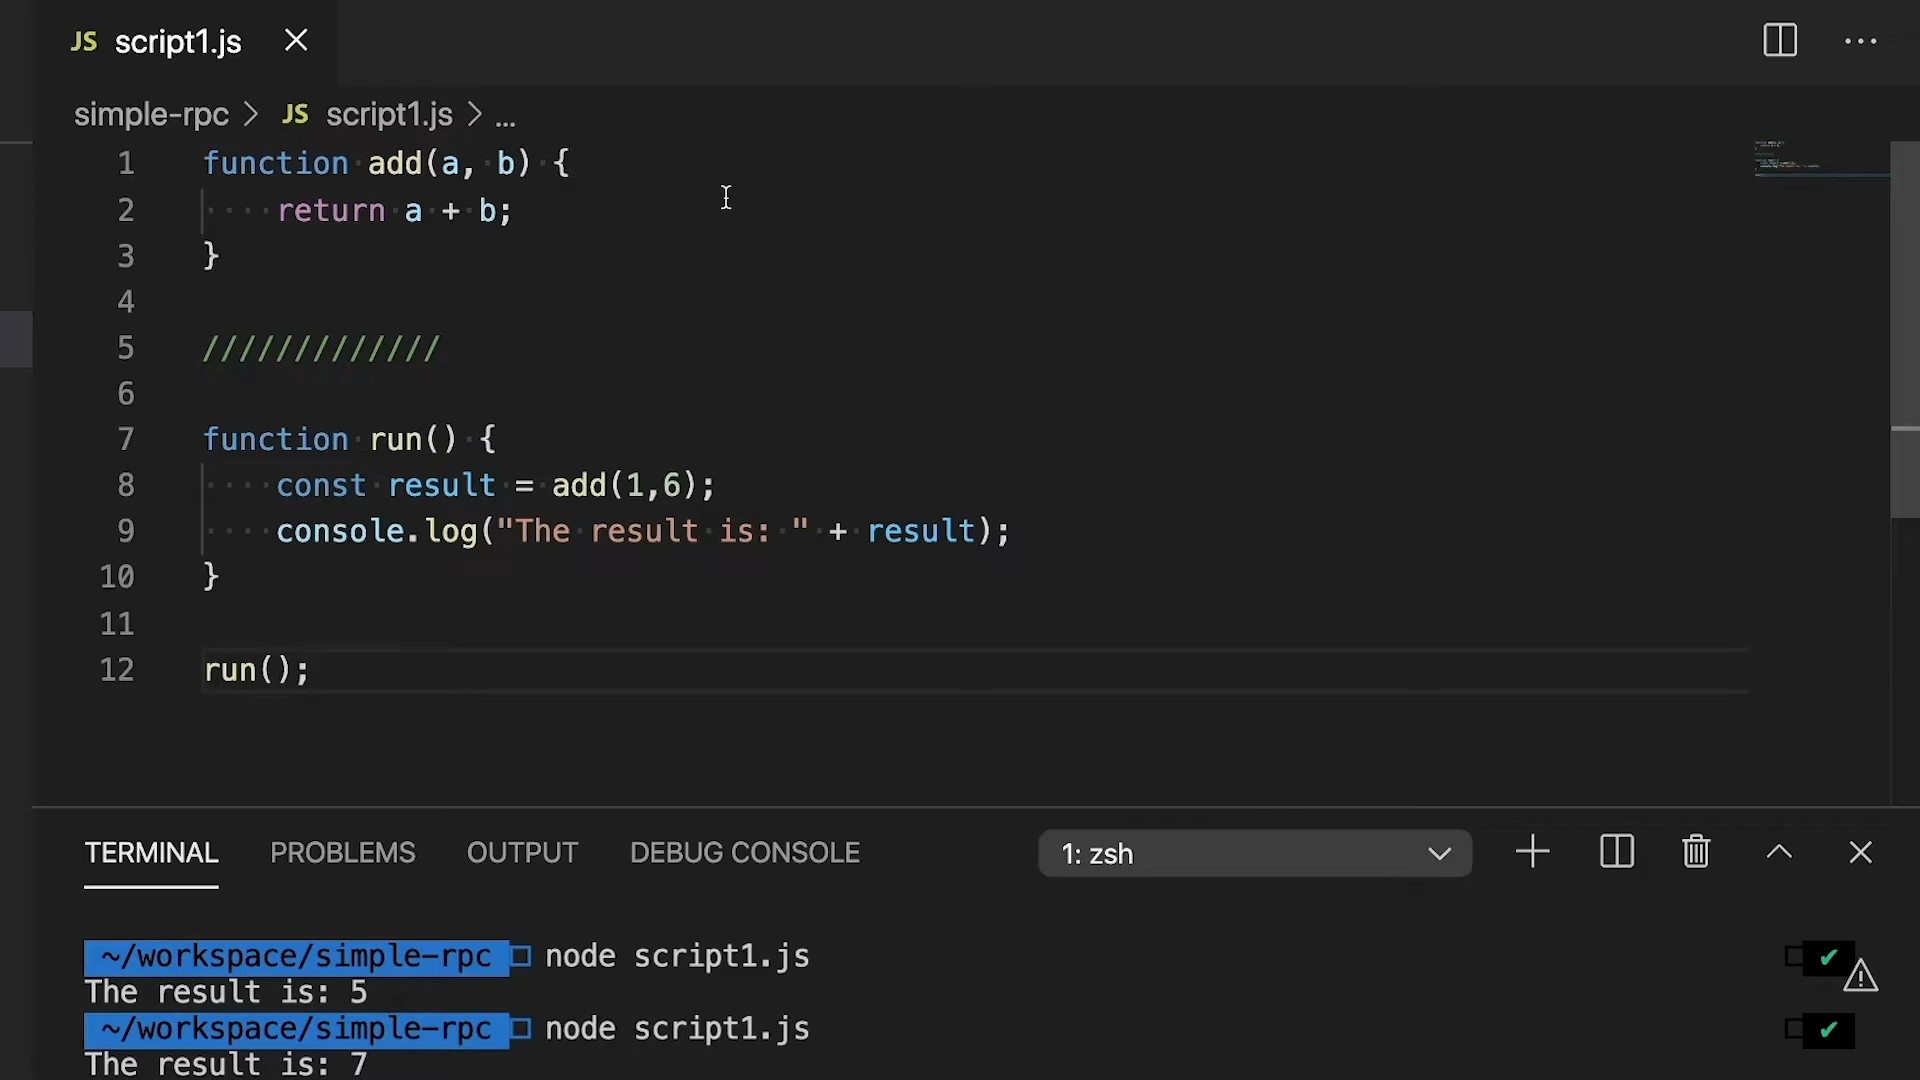 JS script1.js
simple-rpc > JS script1.js > ...
1 function add(a, b) {
2 return a + b;
3 }
4
5 /////////////
6
7 function run() {
8 const result = add(1,6);
9 console.log("The result is: " + result);
10 }
11
12 run();
TERMINAL PROBLEMS OUTPUT DEBUG CONSOLE 1: zsh
~/workspace/simple-rpc node script1.js
The result is: 5
~/workspace/simple-rpc node script1.js
The result is: 7